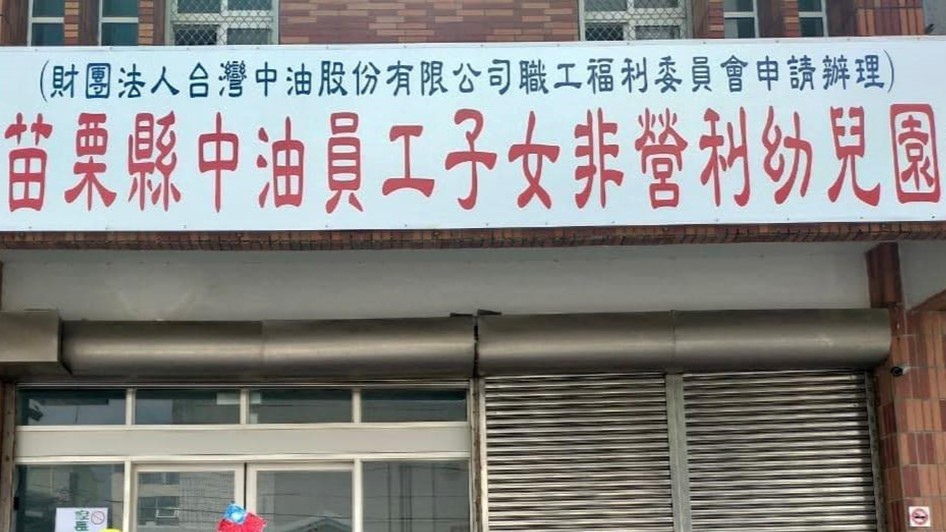 (財團法人台灣中油股份有限公司職工福利委員會申請辦理)
苗栗縣中油員工子女非營利幼兒園